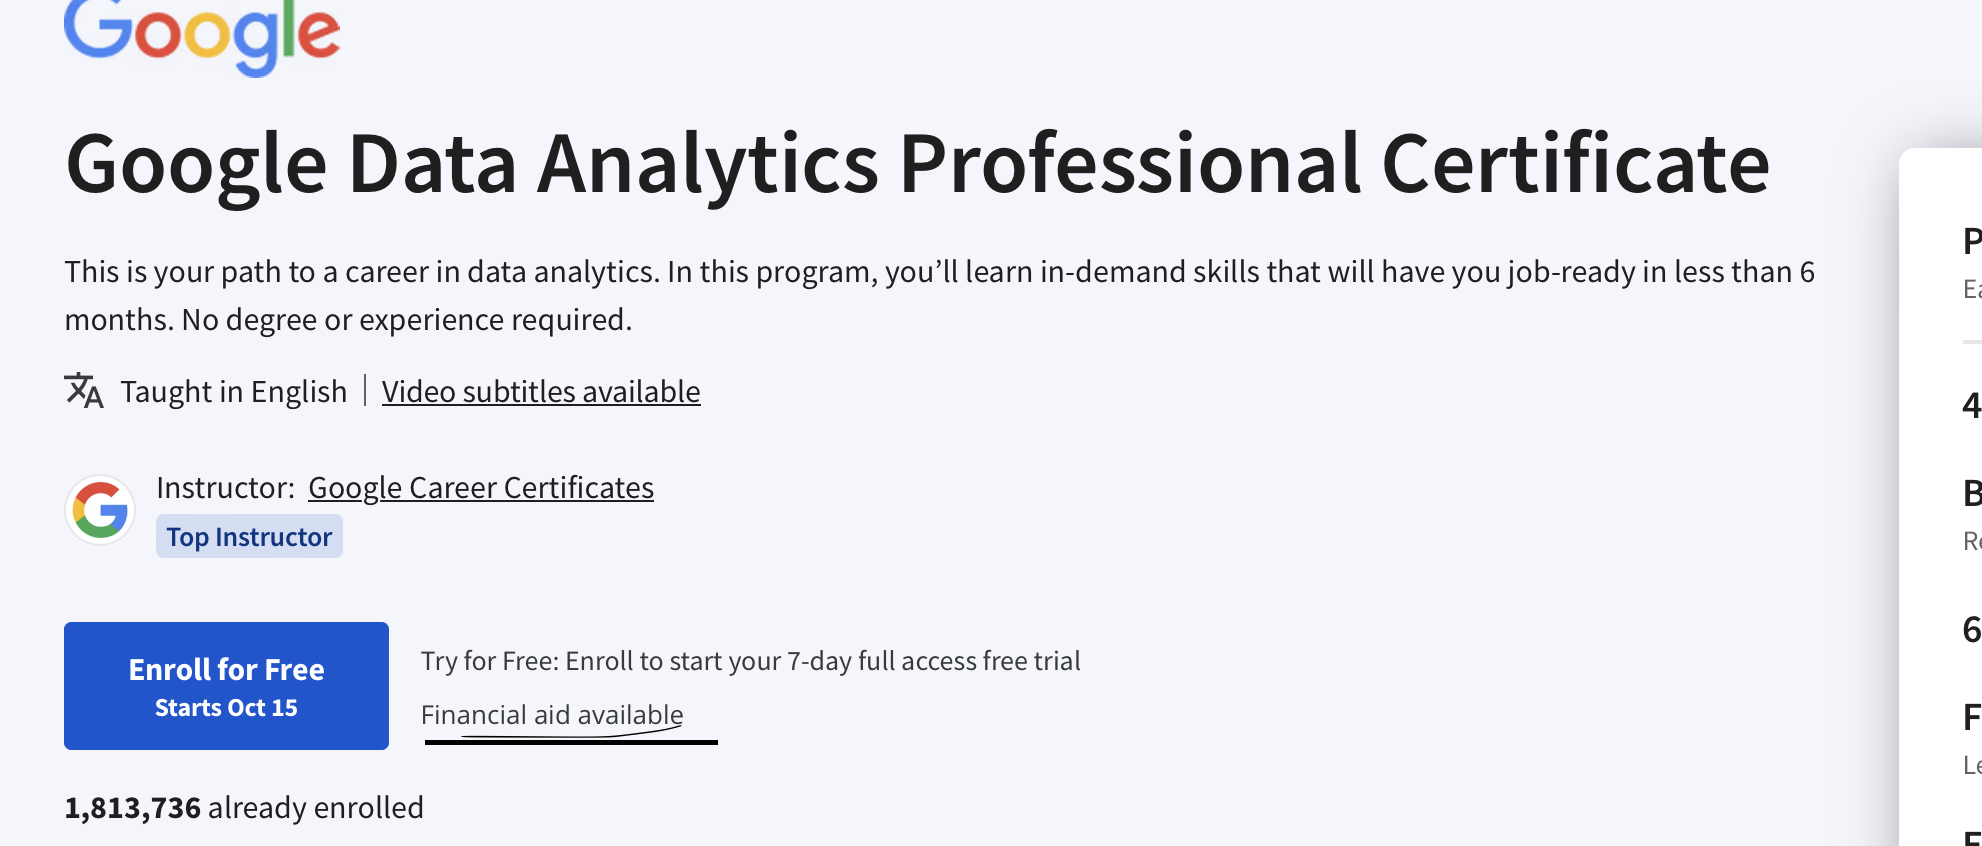 Google
Google Data Analytics Professional Certificate
This is your path to a career in data analytics. In this program, you’ll learn in-demand skills that will have you job-ready in less than 6
months. No degree or experience required.
Taught in English | Video subtitles available
Instructor: Google Career Certificates
Top Instructor
Enroll for Free
Starts Oct 15
Try for Free: Enroll to start your 7-day full access free trial
Financial aid available
1,813,736 already enrolled